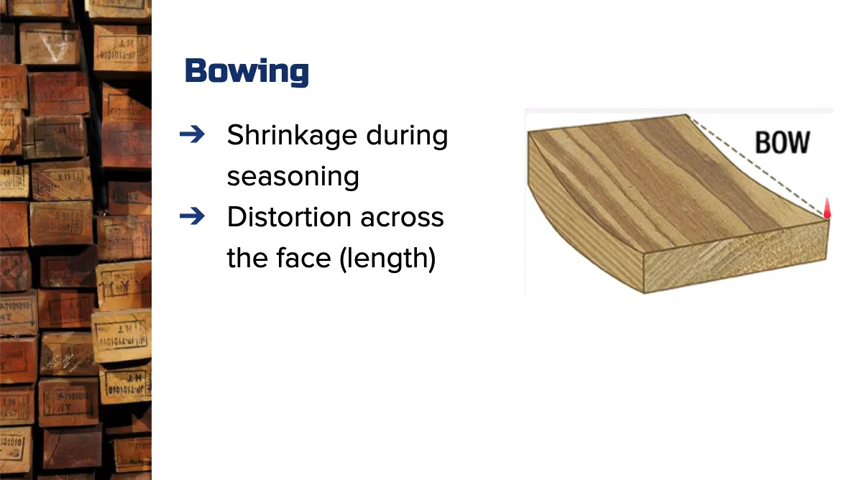 Bowing
➔ Shrinkage during
seasoning
➔ Distortion across
the face (length)
BOW